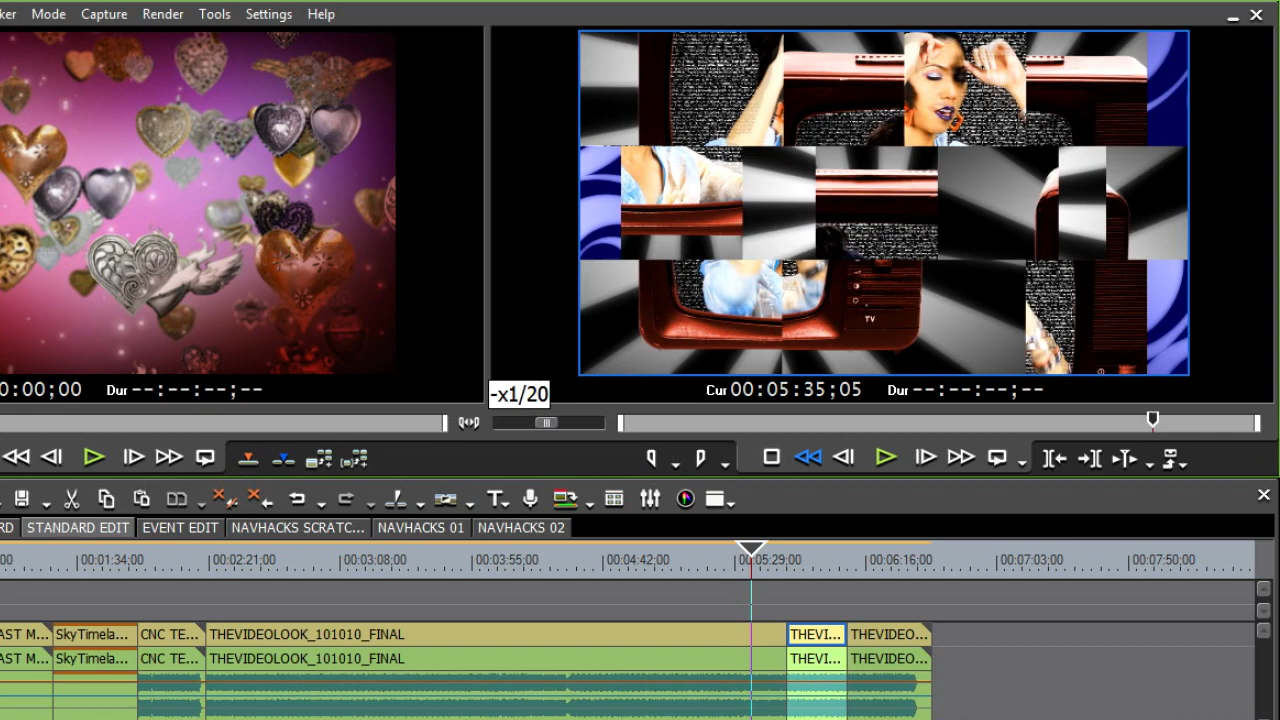 ker Mode Capture Render Tools Settings Help
TV
0:00;00 Dur --:--:--;--
-x1/20
Cur 00:05:35;05 Dur --:--:--;--
RD STANDARD EDIT EVENT EDIT NAVHACKS SCRATC... NAVHACKS 01 NAVHACKS 02
00 00:01:34;00 00:02:21;00 00:03:08;00 00:03:55;00 00:04:42;00 00:05:29;00 00:06:16;00 00:07:03;00 00:07:50;00
AST M... SkyTimela... CNC TE... THEVIDEOLOOK_101010_FINAL THEVI... THEVIDEO...
AST M... SkyTimela... CNC TE... THEVIDEOLOOK_101010_FINAL THEVI... THEVIDEO...